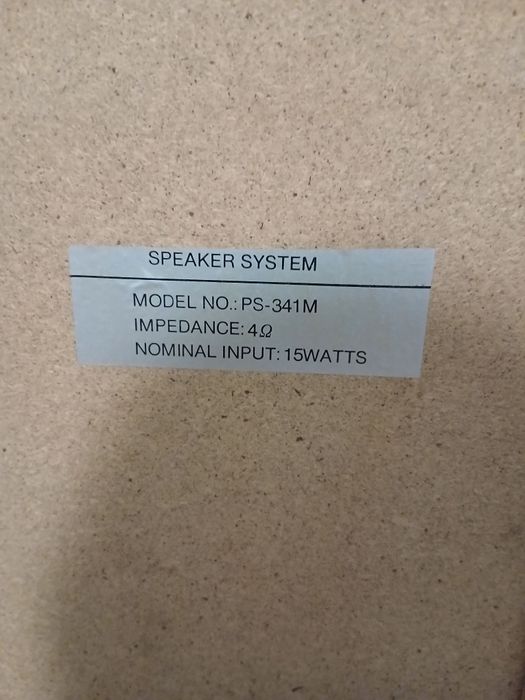 SPEAKER SYSTEM
MODEL NO.: PS-341M
IMPEDANCE: 4Ω
NOMINAL INPUT: 15WATTS